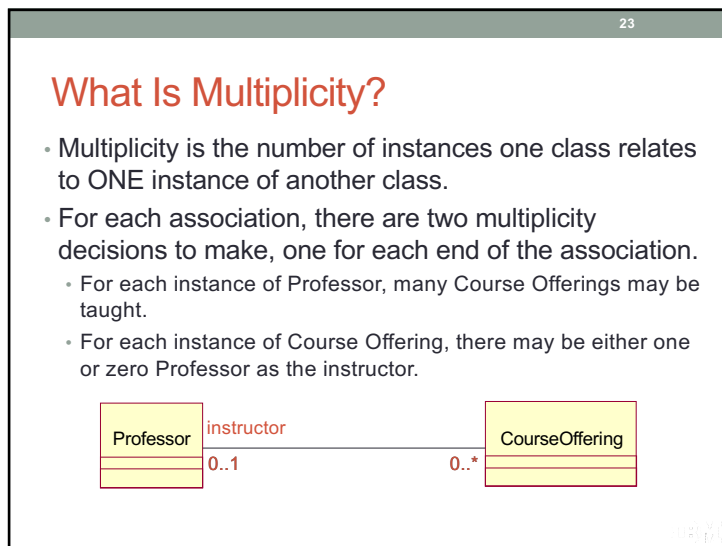 23
What Is Multiplicity?
• Multiplicity is the number of instances one class relates
to ONE instance of another class.
• For each association, there are two multiplicity
decisions to make, one for each end of the association.
• For each instance of Professor, many Course Offerings may be
taught.
• For each instance of Course Offering, there may be either one
or zero Professor as the instructor.
Professor
instructor
0..1
0..*
CourseOffering